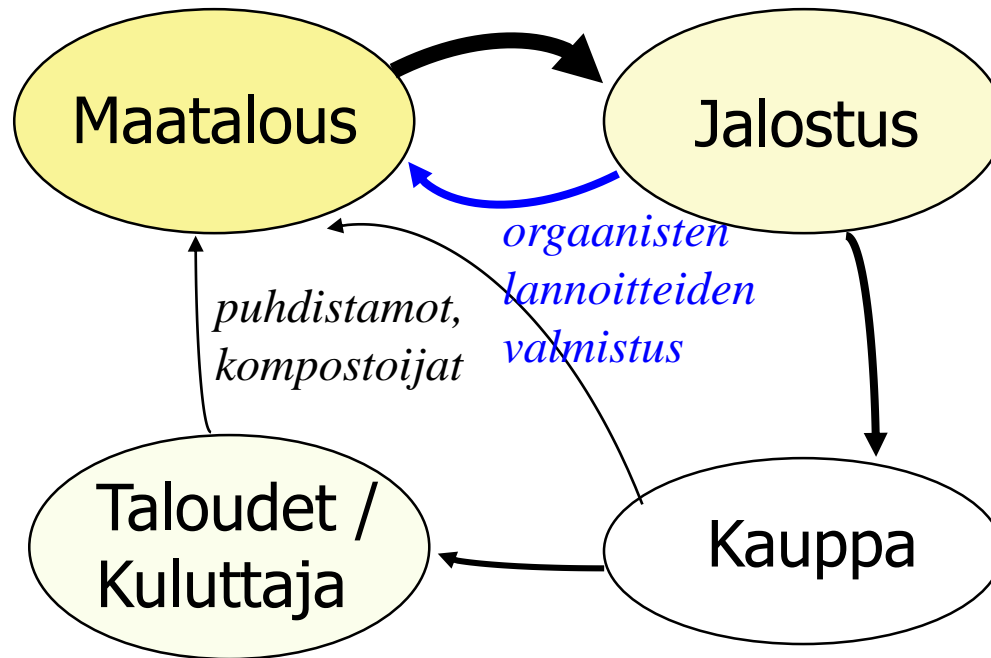 Maatalous
Jalostus
orgaanisten
lannoitteiden
valmistus
puhdistamot,
kompostoijat
Taloudet /
Kuluttaja
Kauppa